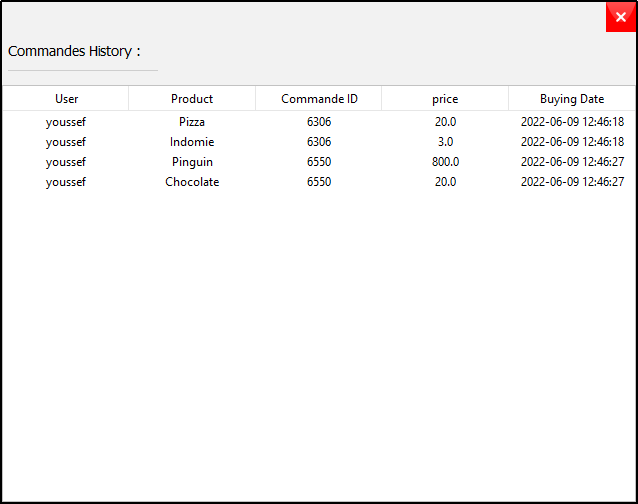 Commandes History :
User Product Commande ID price Buying Date
youssef Pizza 6306 20.0 2022-06-09 12:46:18
youssef Indomie 6306 3.0 2022-06-09 12:46:18
youssef Pinguin 6550 800.0 2022-06-09 12:46:27
youssef Chocolate 6550 20.0 2022-06-09 12:46:27